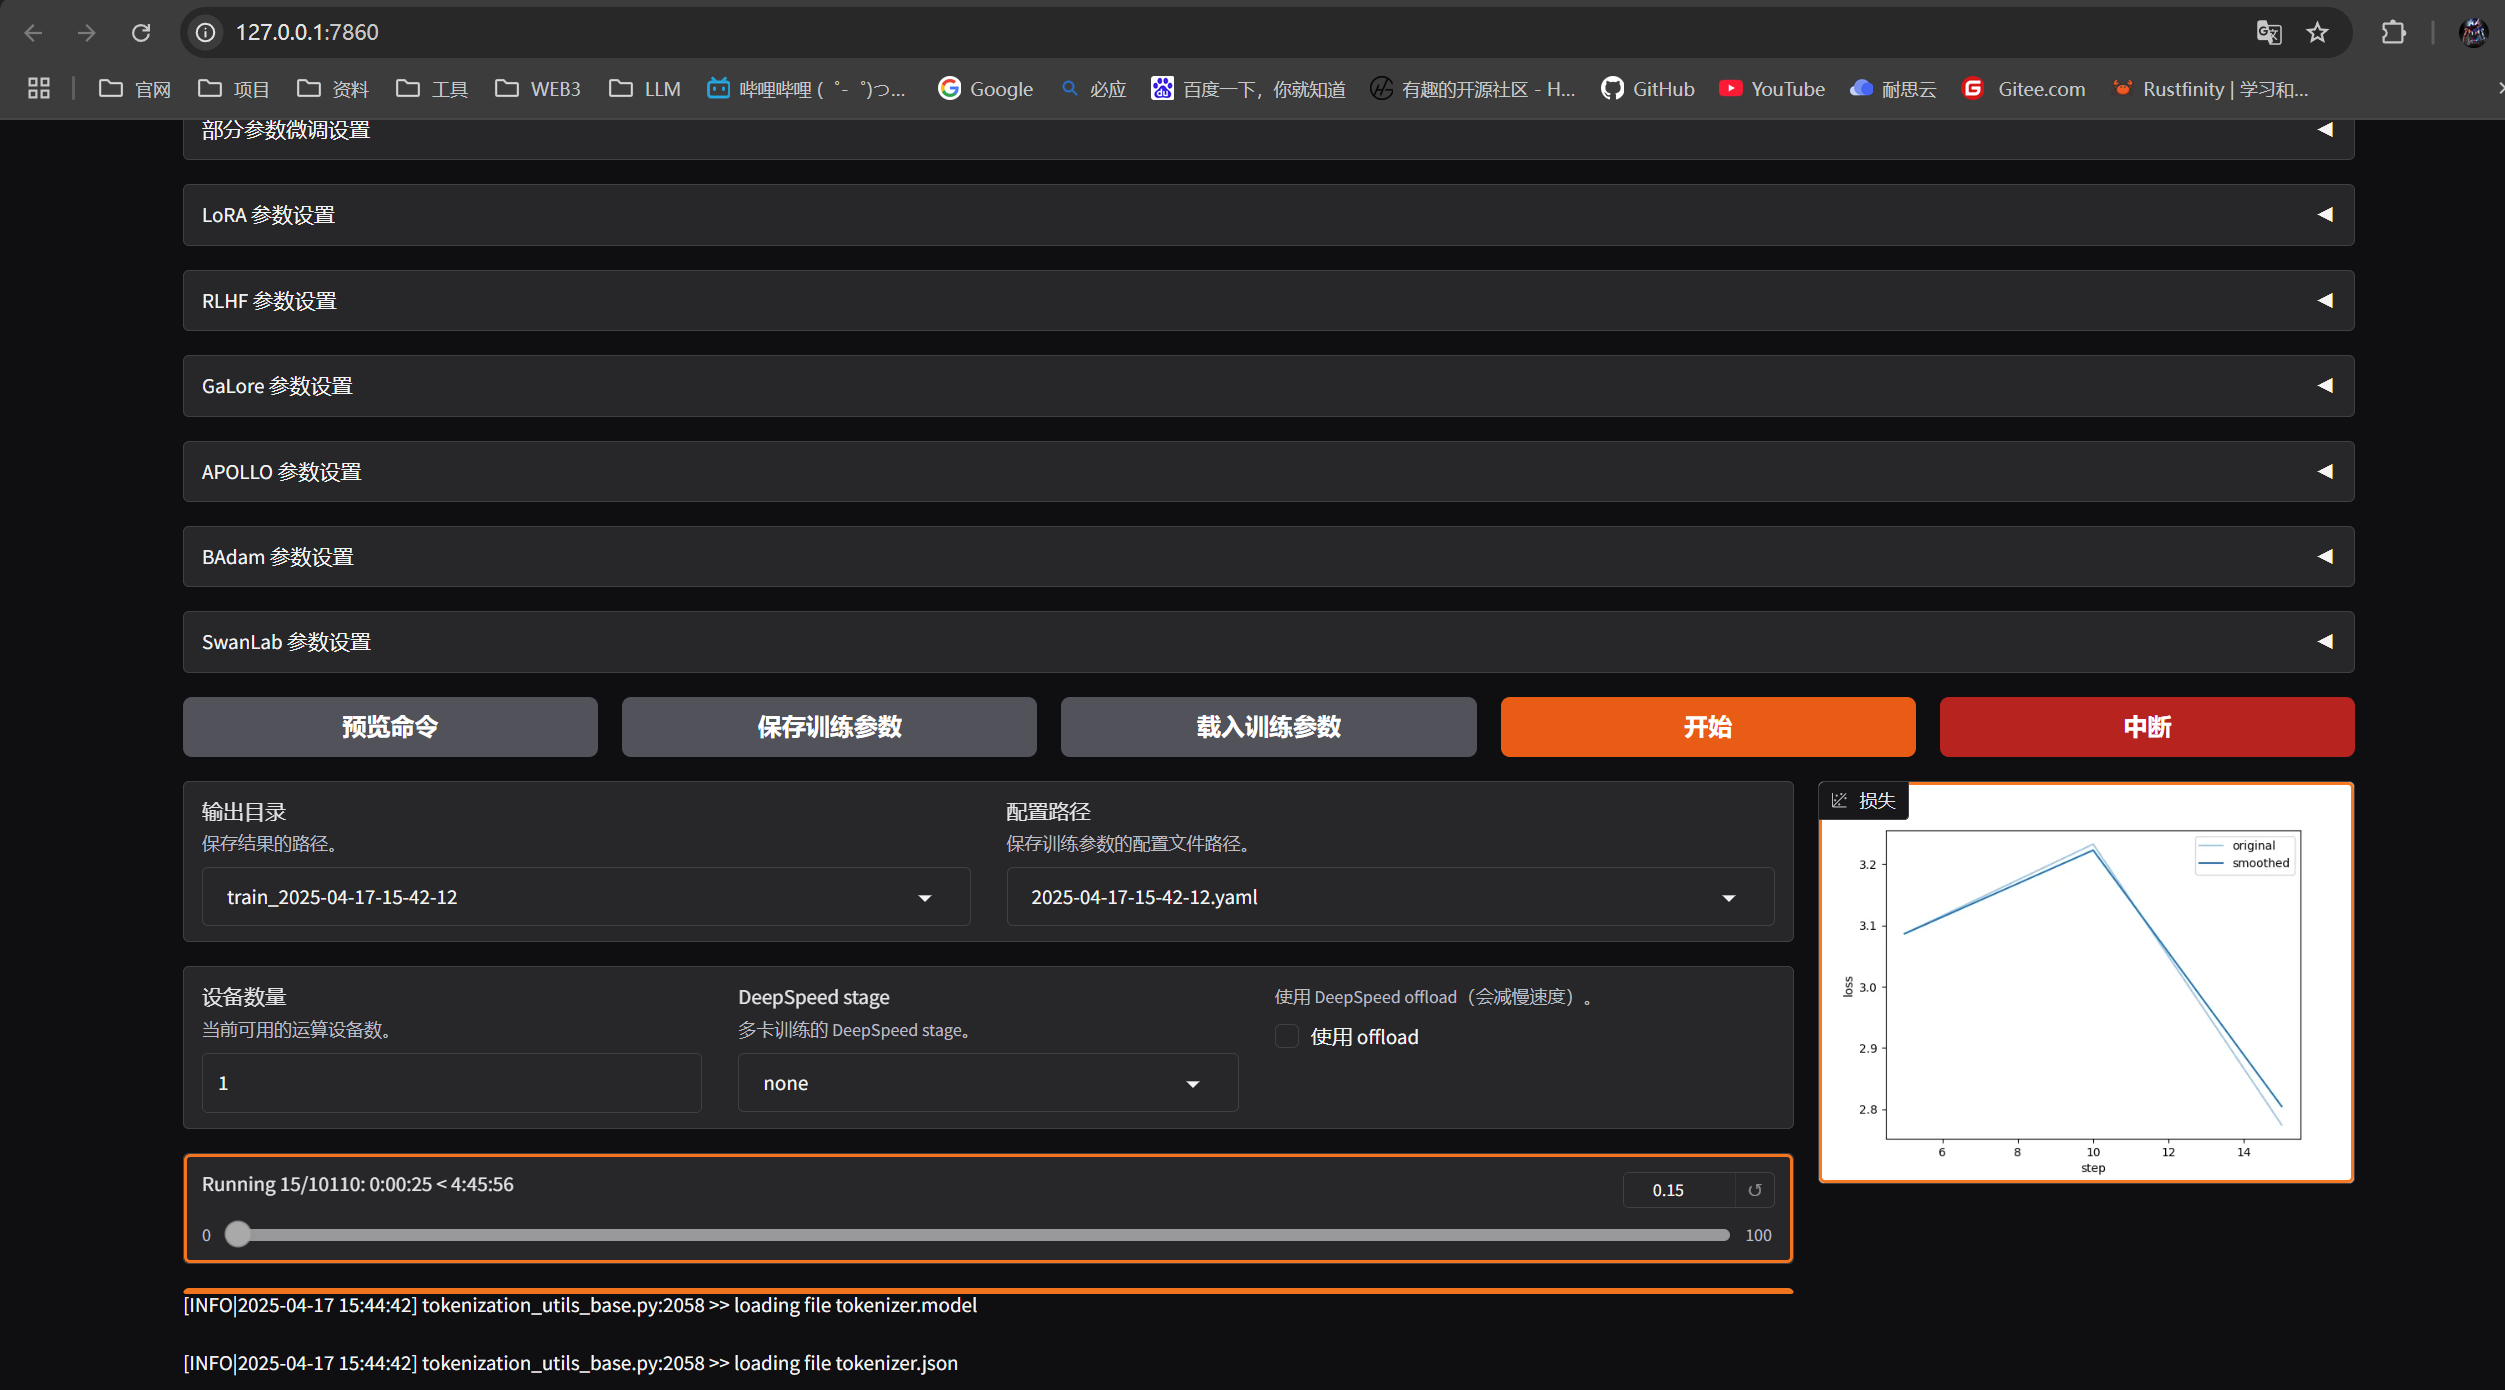 127.0.0.1:7860
官网 项目 资料 工具 WEB3 LLM 哔哩哔哩 ( ゜- ゜)つ... Google 必应 百度一下，你就知道 有趣的开源社区 - H... GitHub YouTube 耐思云 Gitee.com Rustfinity | 学习和...
部分参数微调设置
LoRA 参数设置
RLHF 参数设置
GaLore 参数设置
APOLLO 参数设置
BAdam 参数设置
SwanLab 参数设置
预览命令 保存训练参数 载入训练参数 开始 中断
输出目录
保存结果的路径。
train_2025-04-17-15-42-12
配置路径
保存训练参数的配置文件路径。
2025-04-17-15-42-12.yaml
设备数量
当前可用的运算设备数。
1
DeepSpeed stage
多卡训练的 DeepSpeed stage。
none
使用 DeepSpeed offload（会减慢速度）。
使用 offload
Running 15/10110: 0:00:25 < 4:45:56
0.15
0
100
损失
original
smoothed
3.2
3.1
3.0
2.9
2.8
loss
6 8 10 12 14
step
[INFO|2025-04-17 15:44:42] tokenization_utils_base.py:2058 >> loading file tokenizer.model
[INFO|2025-04-17 15:44:42] tokenization_utils_base.py:2058 >> loading file tokenizer.json